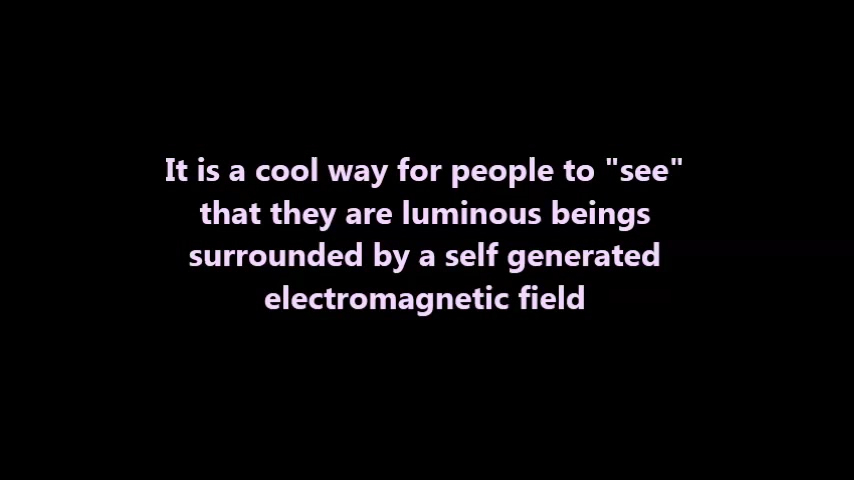 It is a cool way for people to "see"
that they are luminous beings
surrounded by a self generated
electromagnetic field